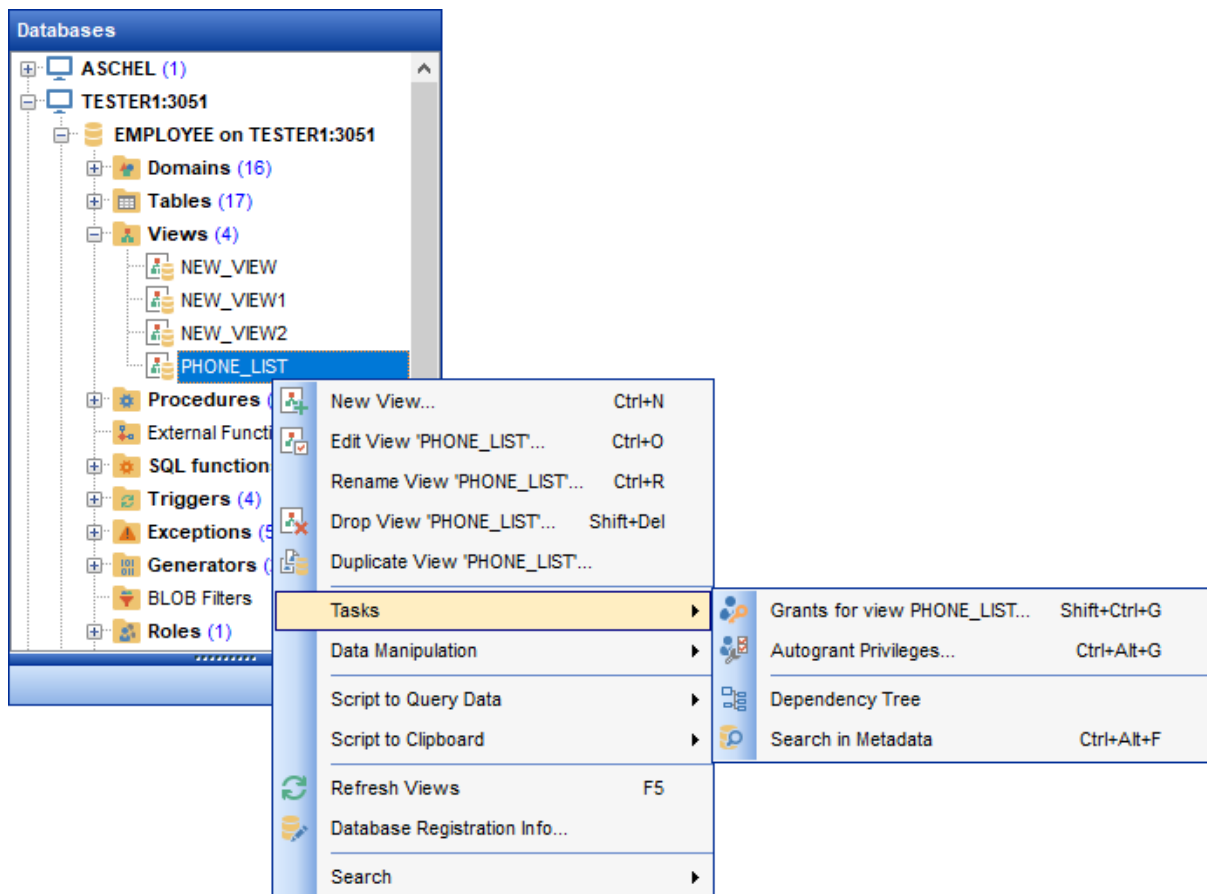 Databases
ASCHEL (1)
TESTER1:3051
EMPLOYEE on TESTER1:3051
Domains (16)
Tables (17)
Views (4)
NEW_VIEW
NEW_VIEW1
NEW_VIEW2
PHONE_LIST
Procedures (
External Functi
SQL function
Triggers (4)
Exceptions (5
Generators (
BLOB Filters
Roles (1)
New View... Ctrl+N
Edit View 'PHONE_LIST'... Ctrl+O
Rename View 'PHONE_LIST'... Ctrl+R
Drop View 'PHONE_LIST'... Shift+Del
Duplicate View 'PHONE_LIST'...
Tasks
Data Manipulation
Script to Query Data
Script to Clipboard
Refresh Views F5
Database Registration Info...
Search
Grants for view PHONE_LIST... Shift+Ctrl+G
Autogrant Privileges... Ctrl+Alt+G
Dependency Tree
Search in Metadata Ctrl+Alt+F